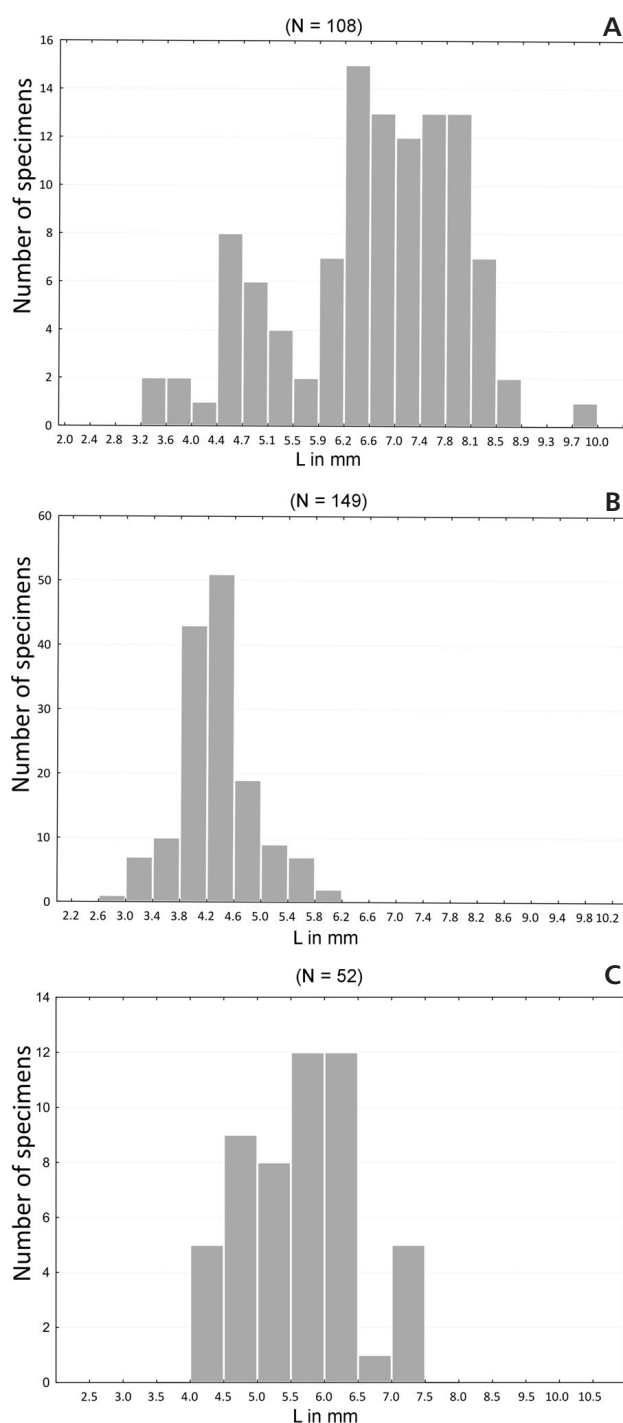 (N = 108)
A
16
14
12
10
8
6
4
2
0
Number of specimens
2.0 2.4 2.8 3.2 3.6 4.0 4.4 4.7 5.1 5.5 5.9 6.2 6.6 7.0 7.4 7.8 8.1 8.5 8.9 9.3 9.7 10.0
L in mm
(N = 149)
B
60
50
40
30
20
10
0
Number of specimens
2.2 2.6 3.0 3.4 3.8 4.2 4.6 5.0 5.4 5.8 6.2 6.6 7.0 7.4 7.8 8.2 8.6 9.0 9.4 9.8 10.2
L in mm
(N = 52)
C
14
12
10
8
6
4
2
0
Number of specimens
2.5 3.0 3.5 4.0 4.5 5.0 5.5 6.0 6.5 7.0 7.5 8.0 8.5 9.0 9.5 10.0 10.5
L in mm